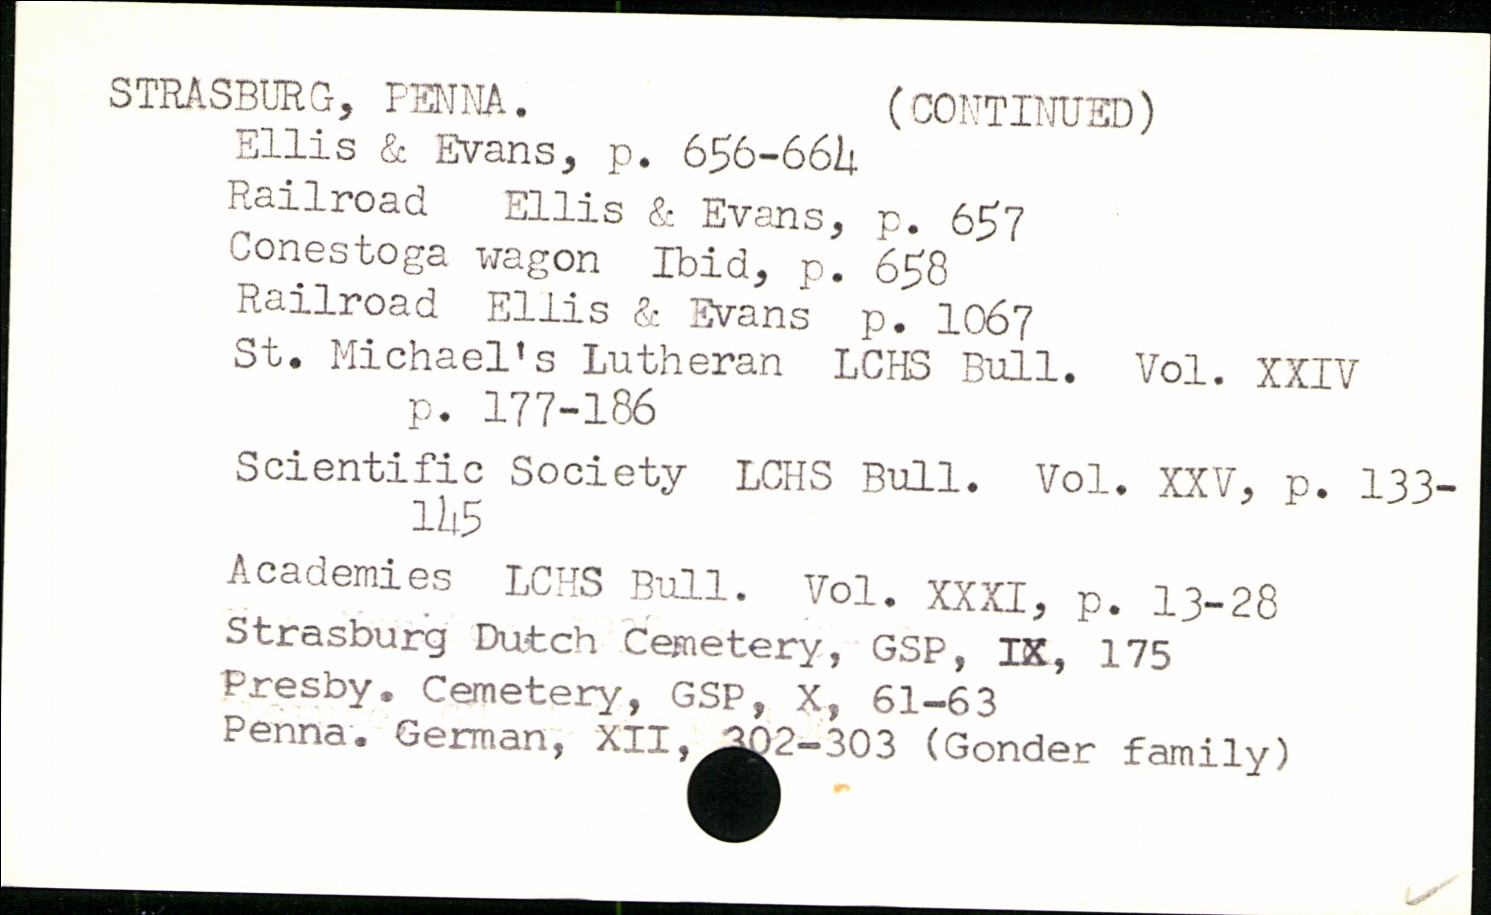 STRASBURG, PENNA. (CONTINUED)
Ellis & Evans, p. 656-664
Railroad Ellis & Evans, p. 657
Conestoga wagon Ibid, p. 658
Railroad Ellis & Evans p. 1067
St. Michael's Lutheran LCHS Bull. Vol. XXIV
p. 177-186
Scientific Society LCHS Bull. Vol. XXV, p. 133-
145
Academies LCHS Bull. Vol. XXXI, p. 13-28
Strasburg Dutch Cemetery, GSP, IX, 175
Presby. Cemetery, GSP, X, 61-63
Penna. German, XII, 302-303 (Gonder family)